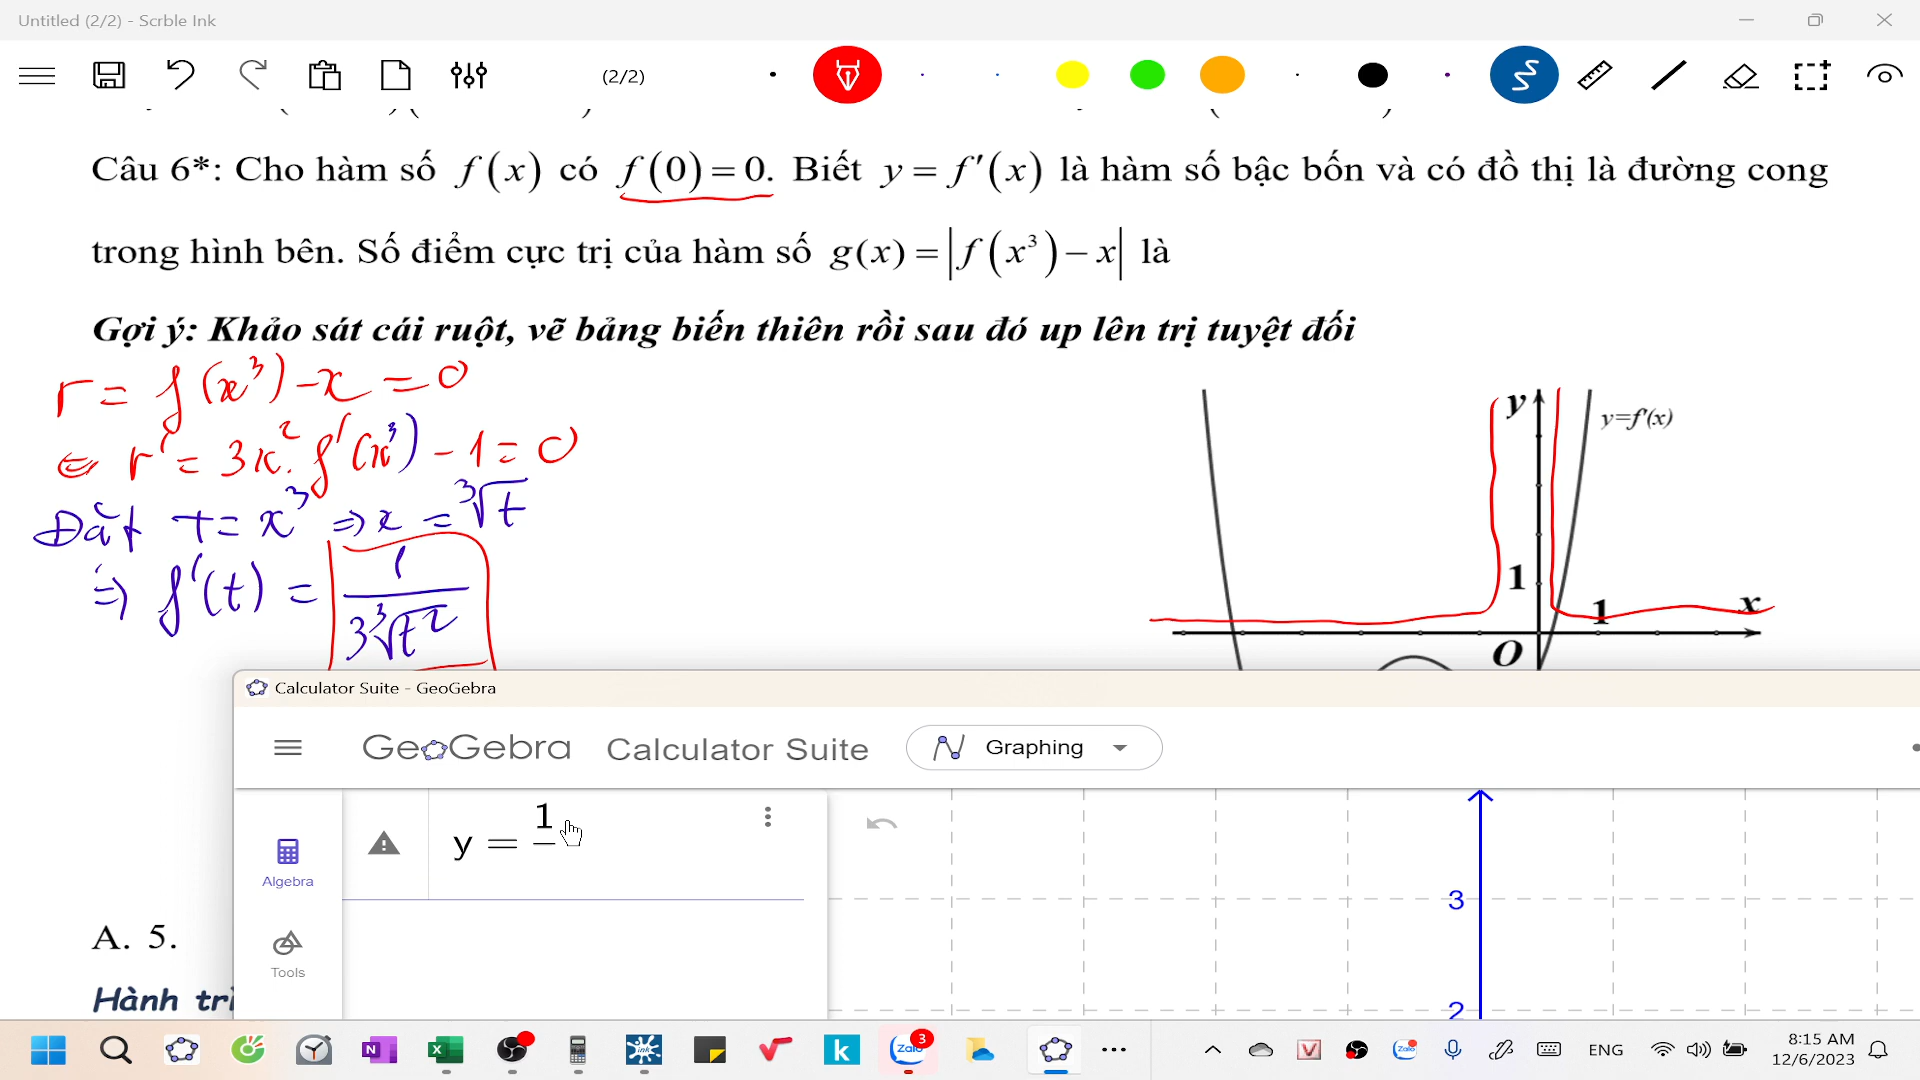 Untitled (2/2) - Scrble Ink
(2/2)
Câu 6*: Cho hàm số f(x) có f(0)=0. Biết y=f'(x) là hàm số bậc bốn và có đồ thị là đường cong
trong hình bên. Số điểm cực trị của hàm số g(x)=|f(x³)−x| là
Gợi ý: Khảo sát cái ruột, vẽ bảng biến thiên rồi sau đó up lên trị tuyệt đối
r = f(x³) - x = 0
⇔ r' = 3x². f'(x³) - 1 = 0
Đặt t = x³ ⇒ x = ∛t
⇒ f'(t) = 1/(3∛t²)
y
y=f'(x)
1
1
x
O
Calculator Suite - GeoGebra
GeoGebra Calculator Suite Graphing
y = 1
Algebra
3
A. 5.
Tools
Hành trì
2
Zalo 3
ENG
8:15 AM
12/6/2023